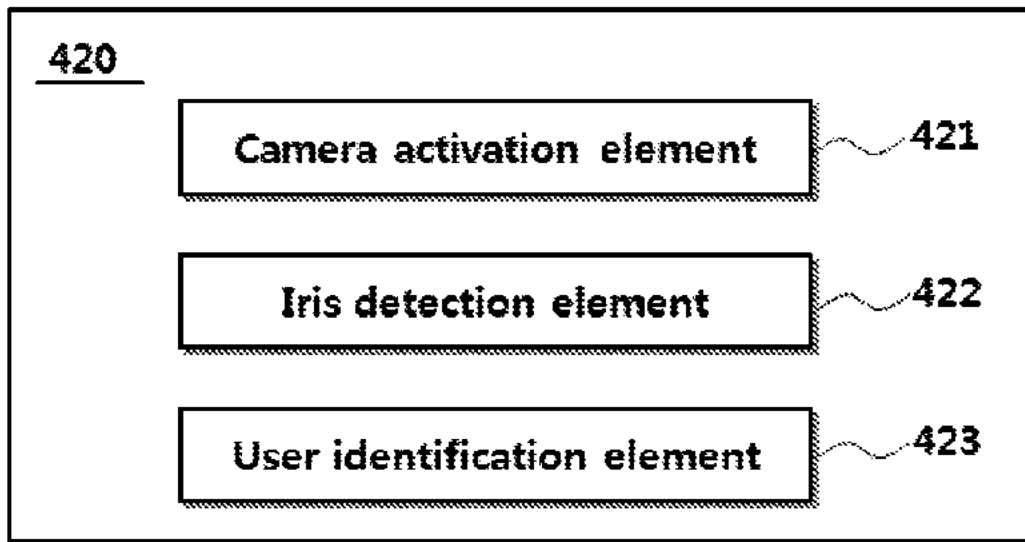 420
Camera activation element 421
Iris detection element 422
User identification element 423